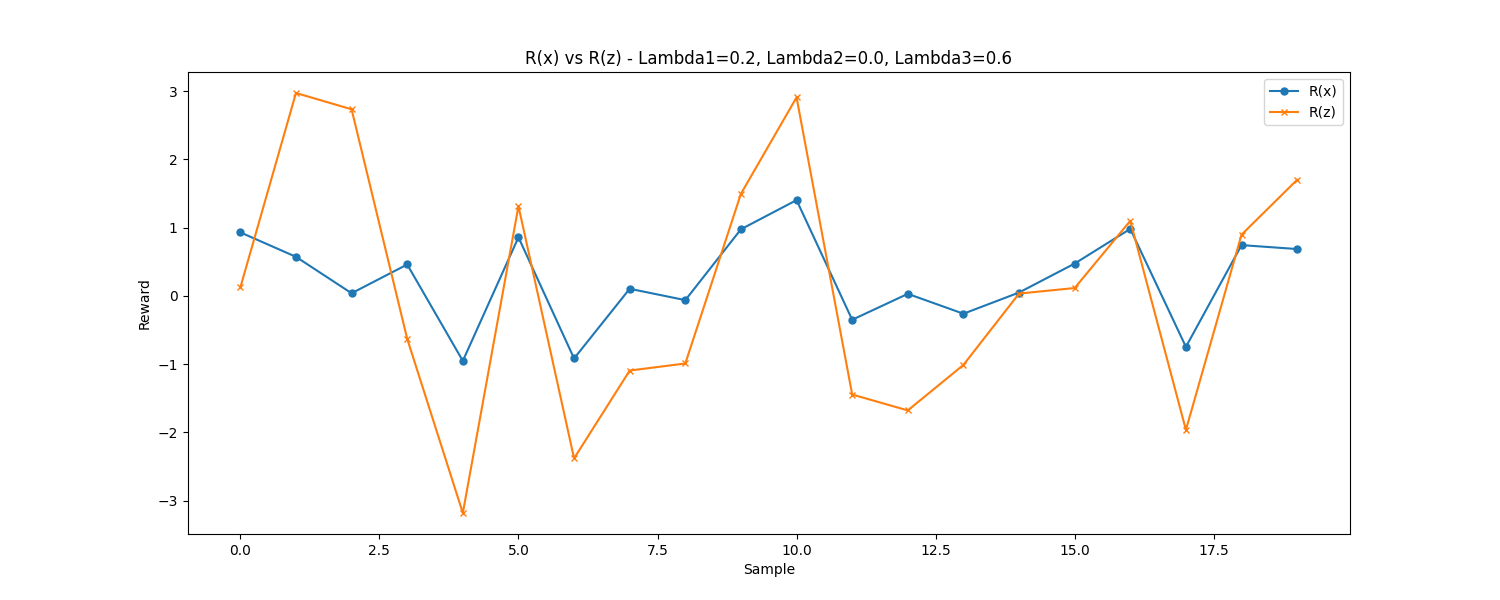 R(x) vs R(z) - Lambda1=0.2, Lambda2=0.0, Lambda3=0.6
R(x)
R(z)
3
2
1
0
−1
−2
−3
Reward
0.0 2.5 5.0 7.5 10.0 12.5 15.0 17.5
Sample